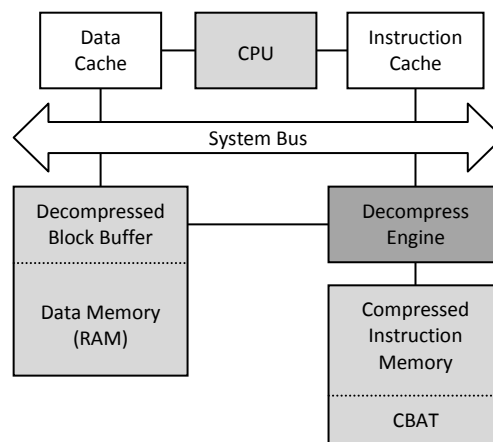 Data
Cache
CPU
Instruction
Cache
System Bus
Decompressed
Block Buffer
Decompress
Engine
Data Memory
(RAM)
Compressed
Instruction
Memory
CBAT